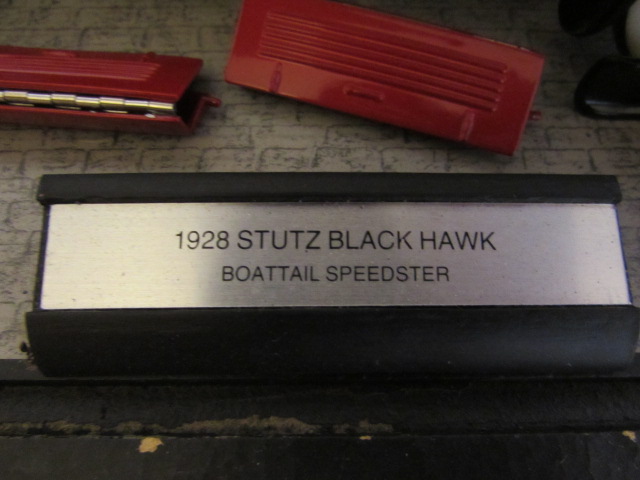 1928 STUTZ BLACK HAWK
BOATTAIL SPEEDSTER